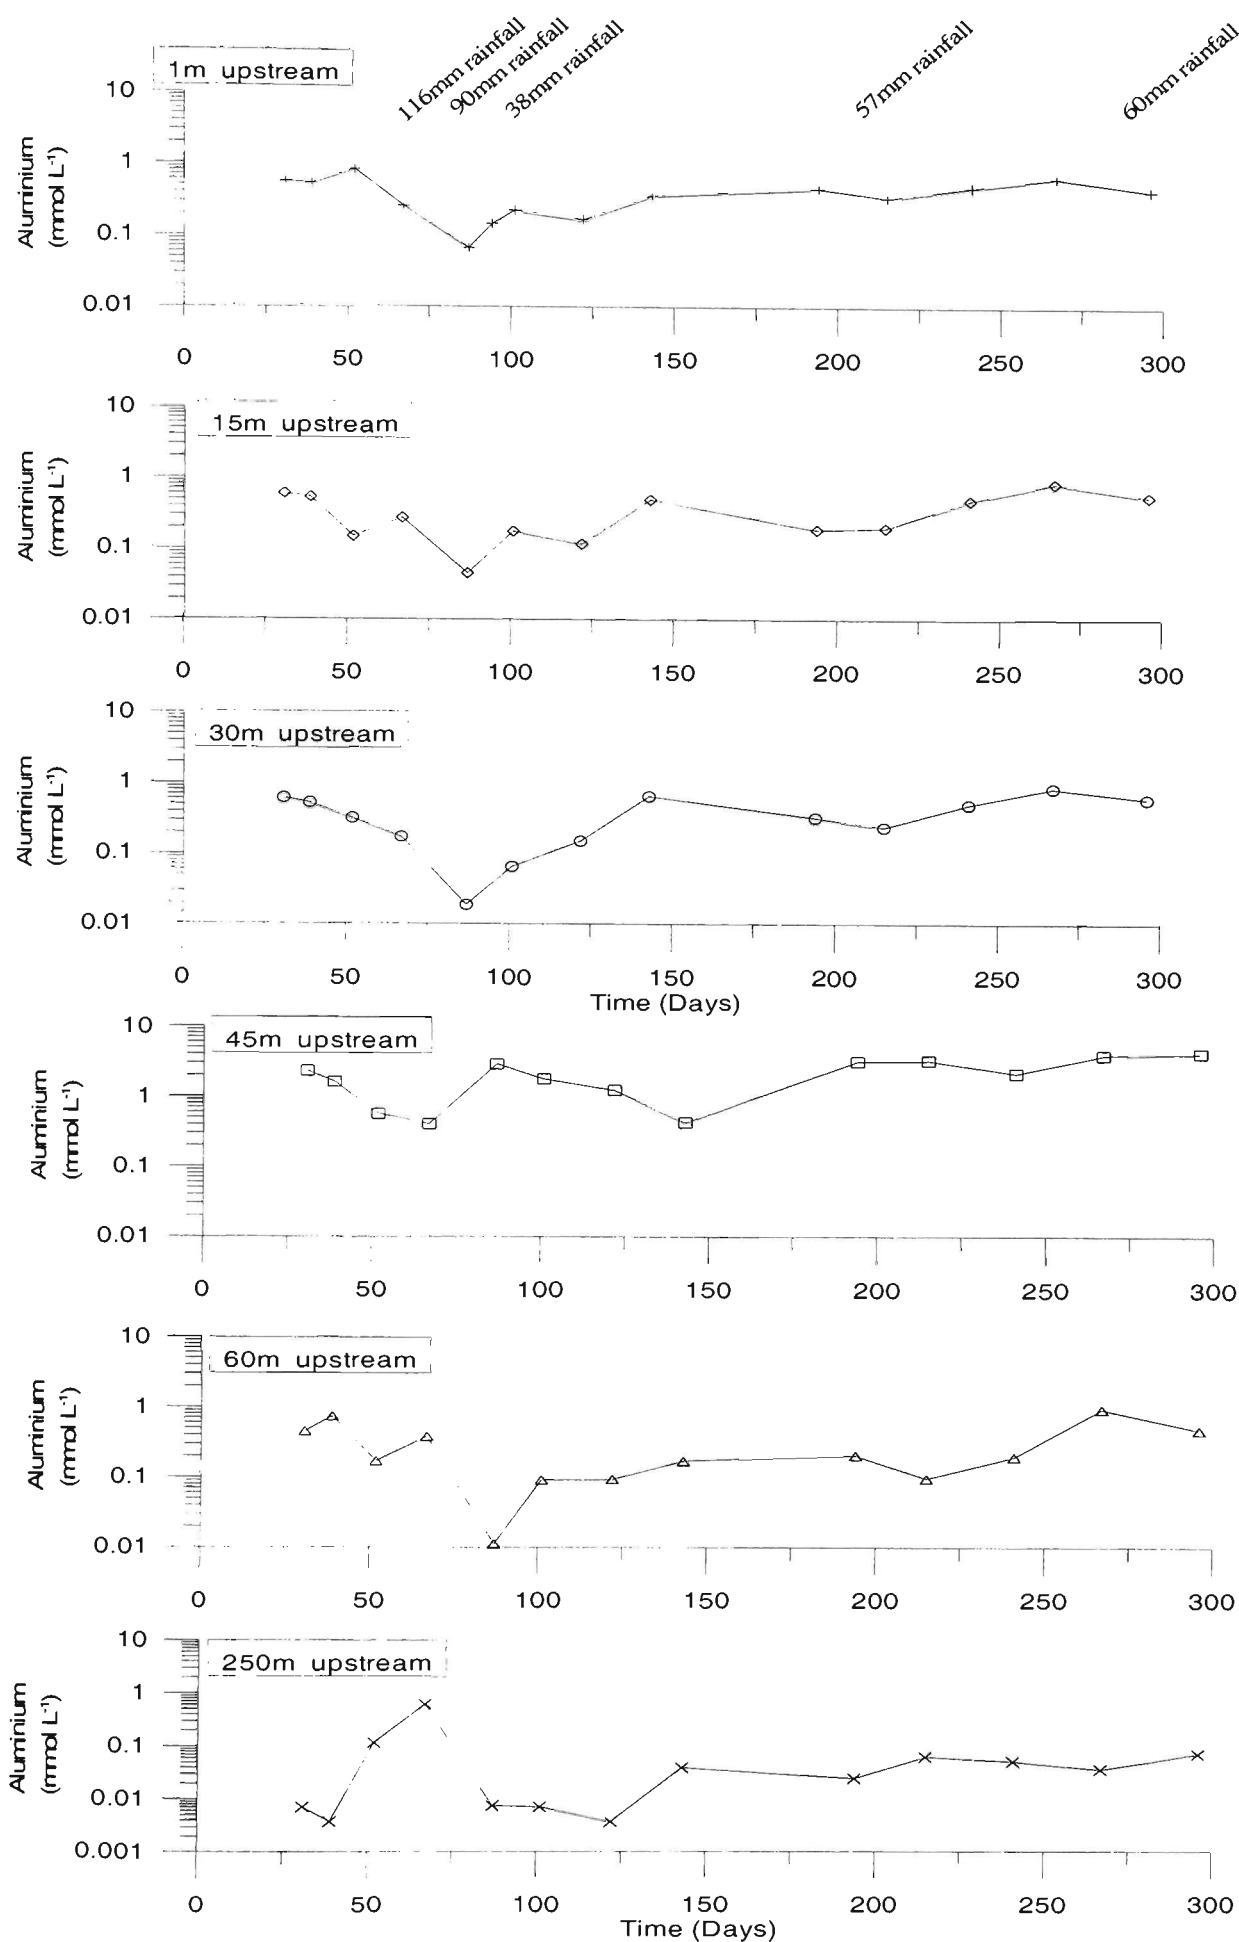 116mm rainfall
90mm rainfall
38mm rainfall
57mm rainfall
60mm rainfall
1m upstream
Aluminium
(mmol L⁻¹)
10
1
0.1
0.01
0 50 100 150 200 250 300
15m upstream
Aluminium
(mmol L⁻¹)
10
1
0.1
0.01
0 50 100 150 200 250 300
30m upstream
Aluminium
(mmol L⁻¹)
10
1
0.1
0.01
0 50 100 150 200 250 300
Time (Days)
45m upstream
Aluminium
(mmol L⁻¹)
10
1
0.1
0.01
0 50 100 150 200 250 300
60m upstream
Aluminium
(mmol L⁻¹)
10
1
0.1
0.01
0 50 100 150 200 250 300
250m upstream
Aluminium
(mmol L⁻¹)
10
1
0.1
0.01
0.001
0 50 100 150 200 250 300
Time (Days)